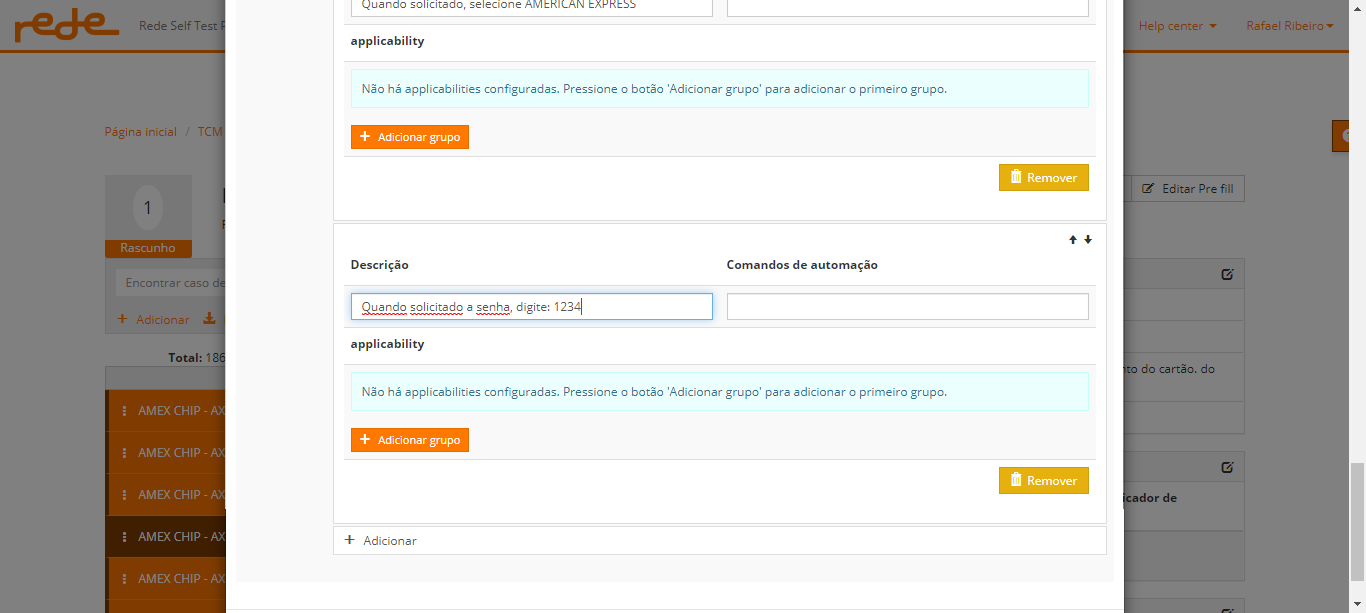 Quando solicitado, selecione AMERICAN EXPRESS
rede
Rede Self Test
Help center
Rafael Ribeiro
applicability
Não há applicabilities configuradas. Pressione o botão 'Adicionar grupo' para adicionar o primeiro grupo.
Página inicial / TCM
+ Adicionar grupo
Remover
1
Editar Pre fill
Rascunho
Descrição
Comandos de automação
Encontrar caso de
Quando solicitado a senha, digite: 1234
+ Adicionar
applicability
Total: 186
nto do cartão. do
Não há applicabilities configuradas. Pressione o botão 'Adicionar grupo' para adicionar o primeiro grupo.
AMEX CHIP - AX
+ Adicionar grupo
AMEX CHIP - AX
Remover
AMEX CHIP - AX
icador de
AMEX CHIP - AX
+ Adicionar
AMEX CHIP - AX